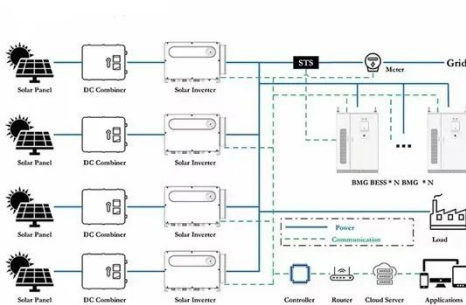 STS
Meter
Grid
Solar Panel DC Combiner Solar Inverter
Solar Panel DC Combiner Solar Inverter
BMG BESS * N BMG * N
Solar Panel DC Combiner Solar Inverter
Power
Communication
Load
Solar Panel DC Combiner Solar Inverter
Controller Router Cloud Server Applications